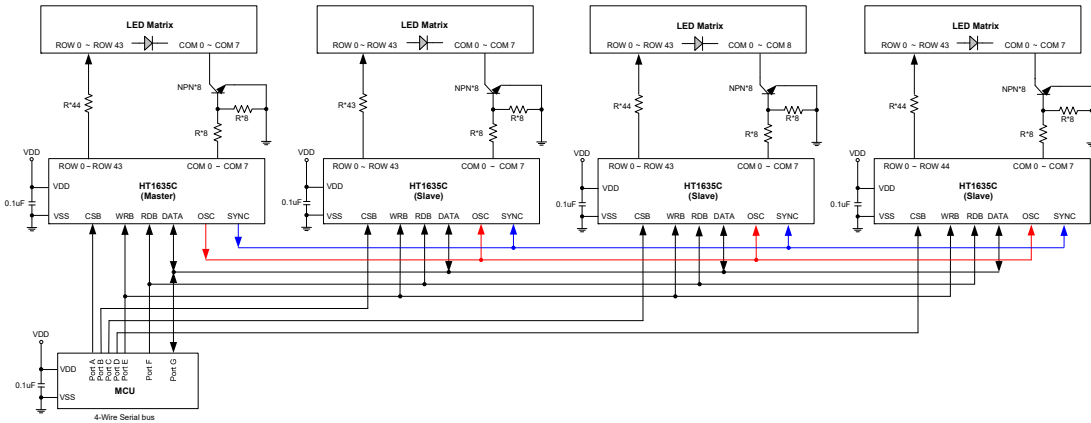 LED Matrix
ROW 0 ~ ROW 43 COM 0 ~ COM 7
NPN*8
R*44
R*8
R*8
VDD
ROW 0 ~ ROW 43 COM 0 ~ COM 7
VDD
HT1635C
(Master)
0.1uF
VSS CSB WRB RDB DATA OSC SYNC
LED Matrix
ROW 0 ~ ROW 43 COM 0 ~ COM 7
NPN*8
R*43
R*8
R*8
VDD
ROW 0 ~ ROW 43 COM 0 ~ COM 7
VDD
HT1635C
(Slave)
0.1uF
VSS CSB WRB RDB DATA OSC SYNC
LED Matrix
ROW 0 ~ ROW 43 COM 0 ~ COM 8
NPN*8
R*44
R*8
R*8
VDD
ROW 0 ~ ROW 43 COM 0 ~ COM 7
VDD
HT1635C
(Slave)
0.1uF
VSS CSB WRB RDB DATA OSC SYNC
LED Matrix
ROW 0 ~ ROW 43 COM 0 ~ COM 7
NPN*8
R*44
R*8
R*8
VDD
ROW 0 ~ ROW 44 COM 0 ~ COM 7
VDD
HT1635C
(Slave)
0.1uF
VSS CSB WRB RDB DATA OSC SYNC
VDD
VDD
0.1uF
VSS
Port A
Port B
Port C
Port D
Port E
Port F
Port G
MCU
4-Wire Serial bus